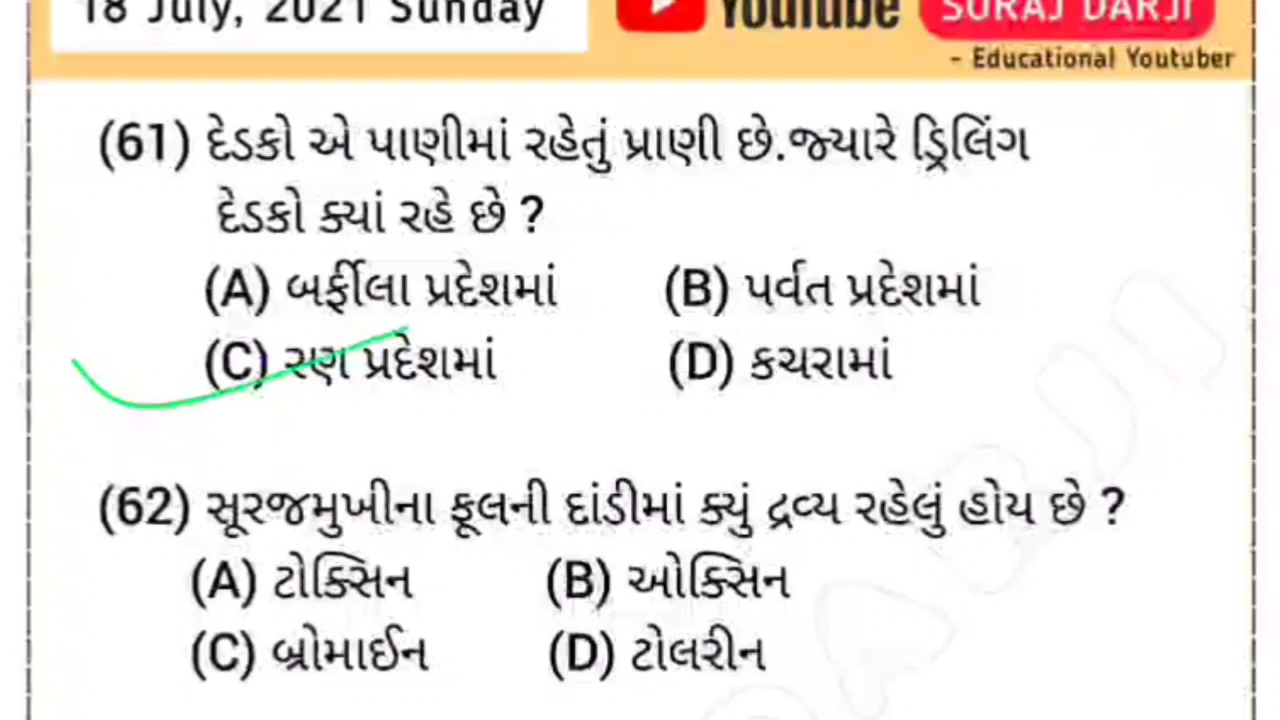 18 July, 2021 Sunday
YouTube
SURAJ DARJI
- Educational Youtuber
(61) દેડકો એ પાણીમાં રહેતું પ્રાણી છે.જ્યારે ડ્રિલિંગ
દેડકો ક્યાં રહે છે ?
(A) બર્ફીલા પ્રદેશમાં (B) પર્વત પ્રદેશમાં
(C) રણ પ્રદેશમાં (D) કચરામાં
(62) સૂરજમુખીના ફૂલની દાંડીમાં ક્યું દ્રવ્ય રહેલું હોય છે ?
(A) ટોક્સિન (B) ઓક્સિન
(C) બ્રોમાઈન (D) ટોલરીન